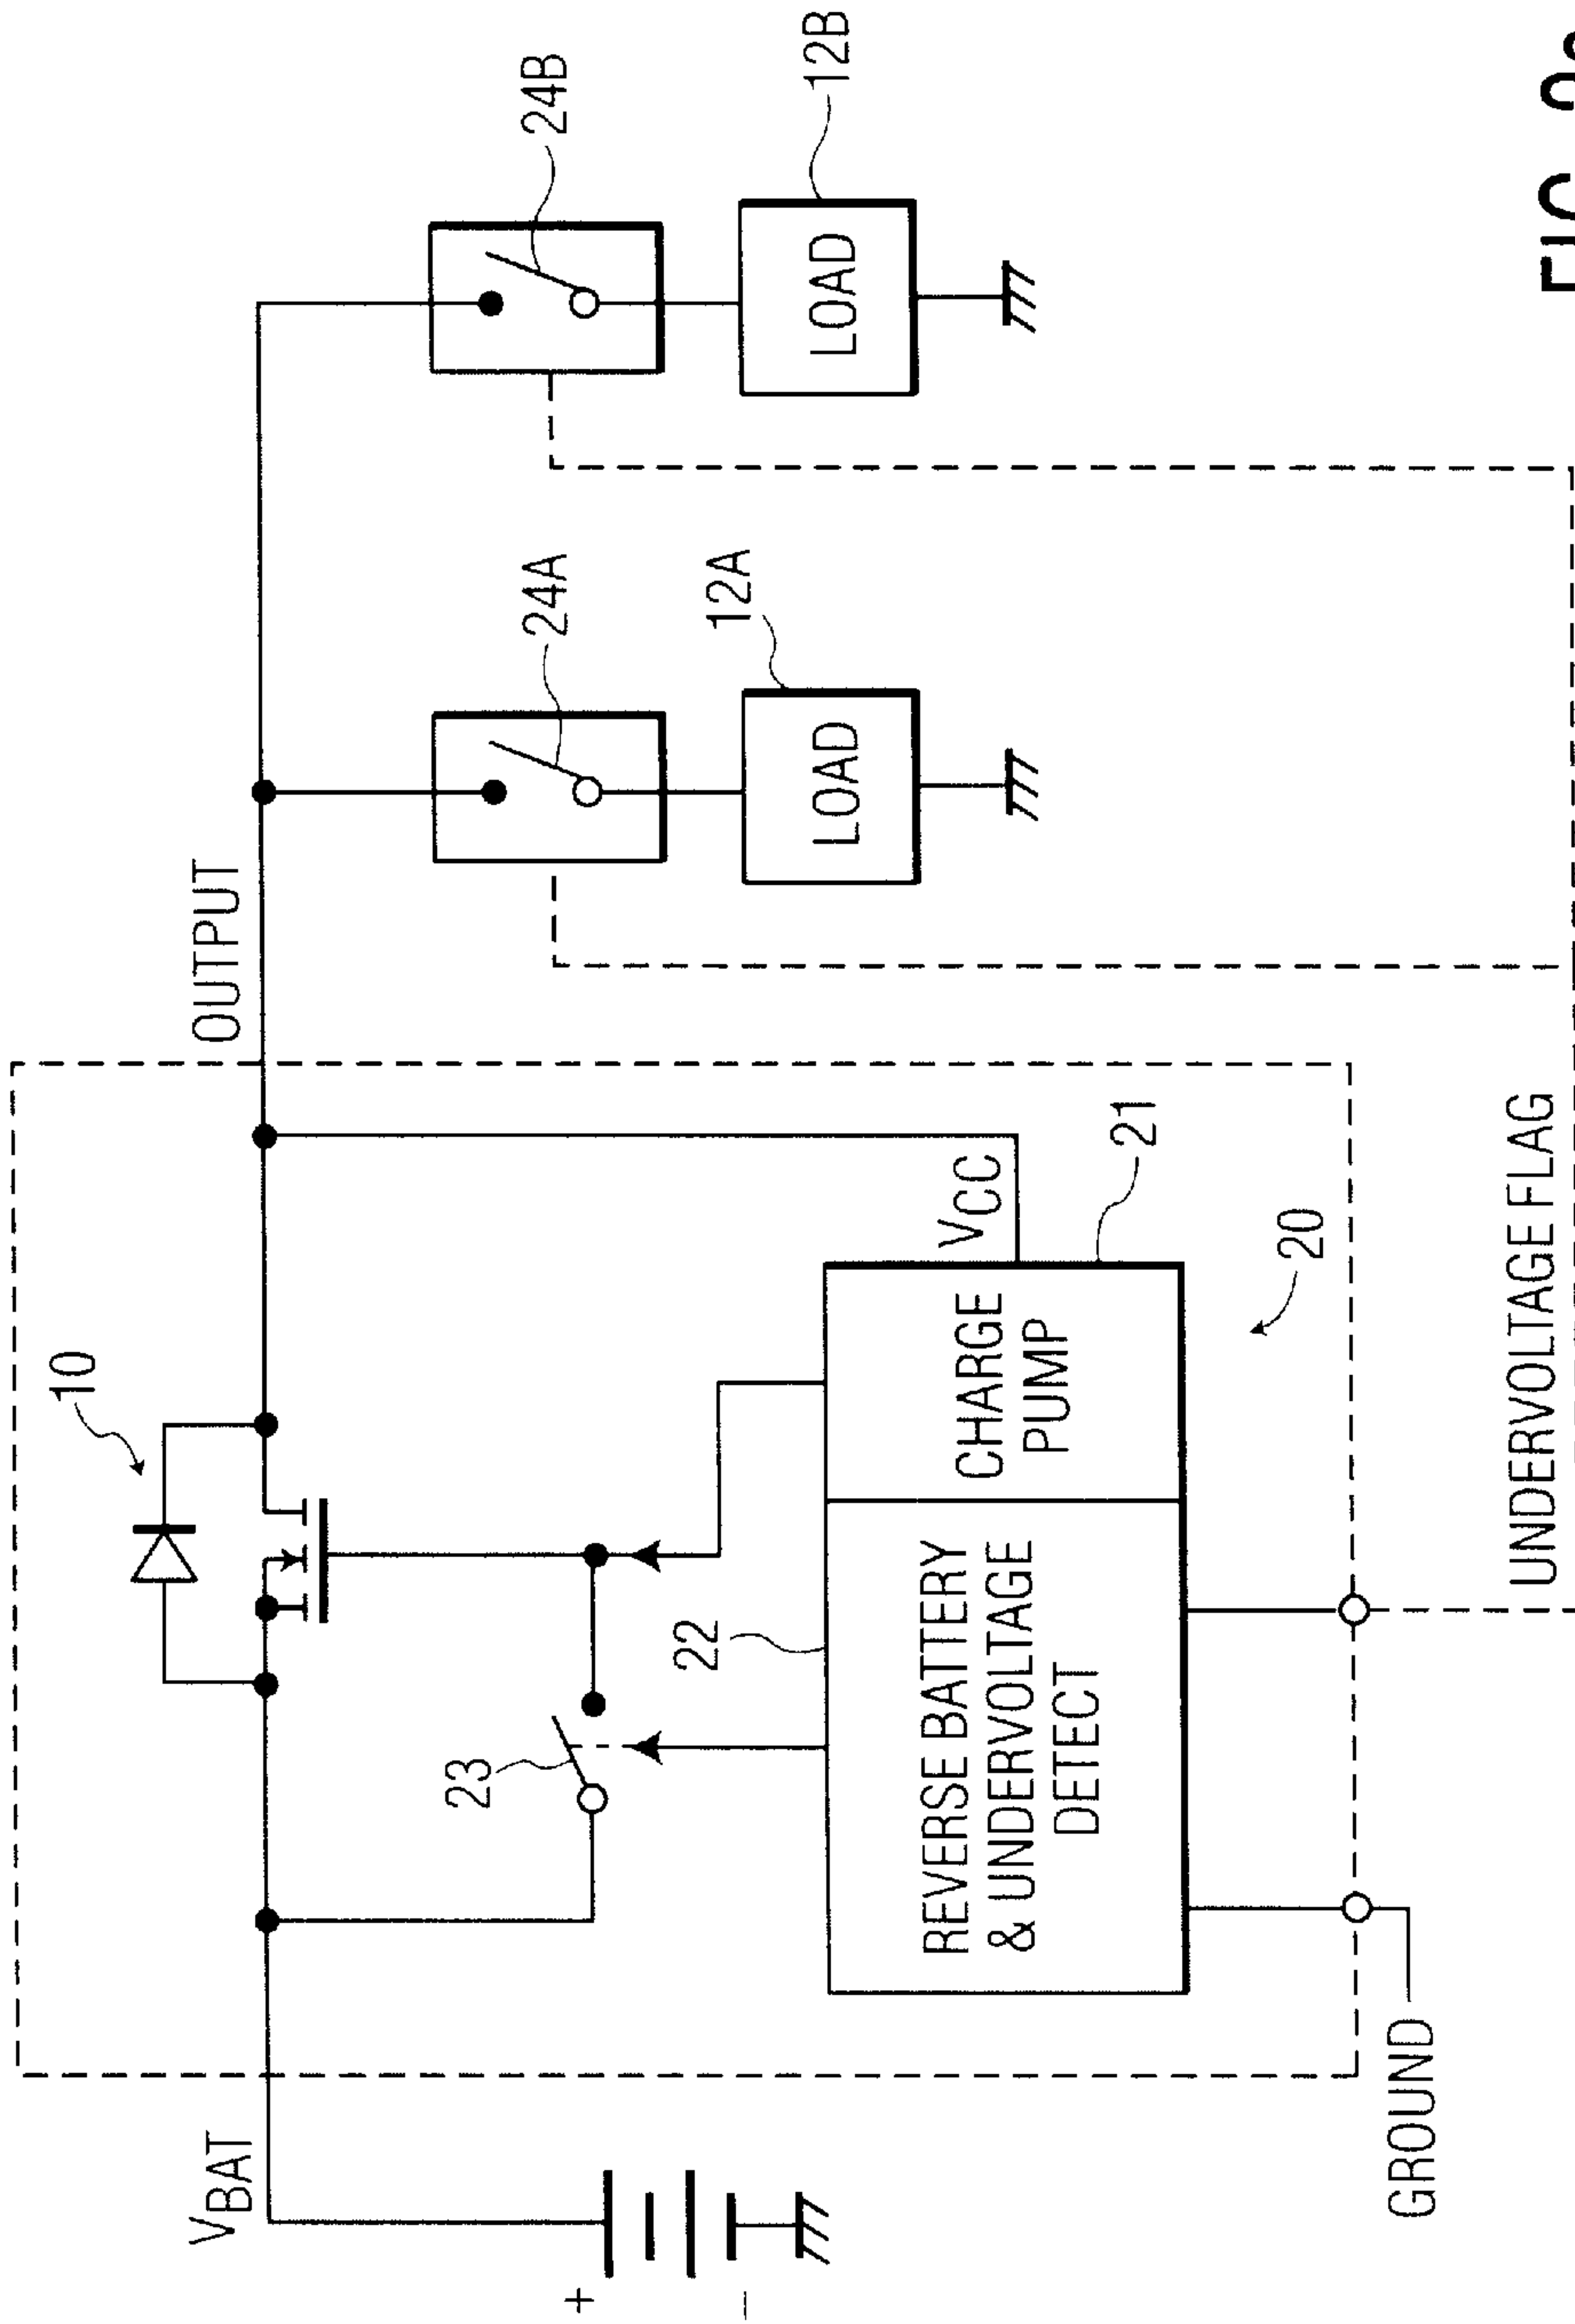 10
OUTPUT
VBAT
24A
24B
23
22
12A
12B
LOAD
LOAD
+
−
REVERSE BATTERY
& UNDERVOLTAGE
DETECT
CHARGE
PUMP
VCC
21
20
GROUND
UNDERVOLTAGE FLAG
FIG.